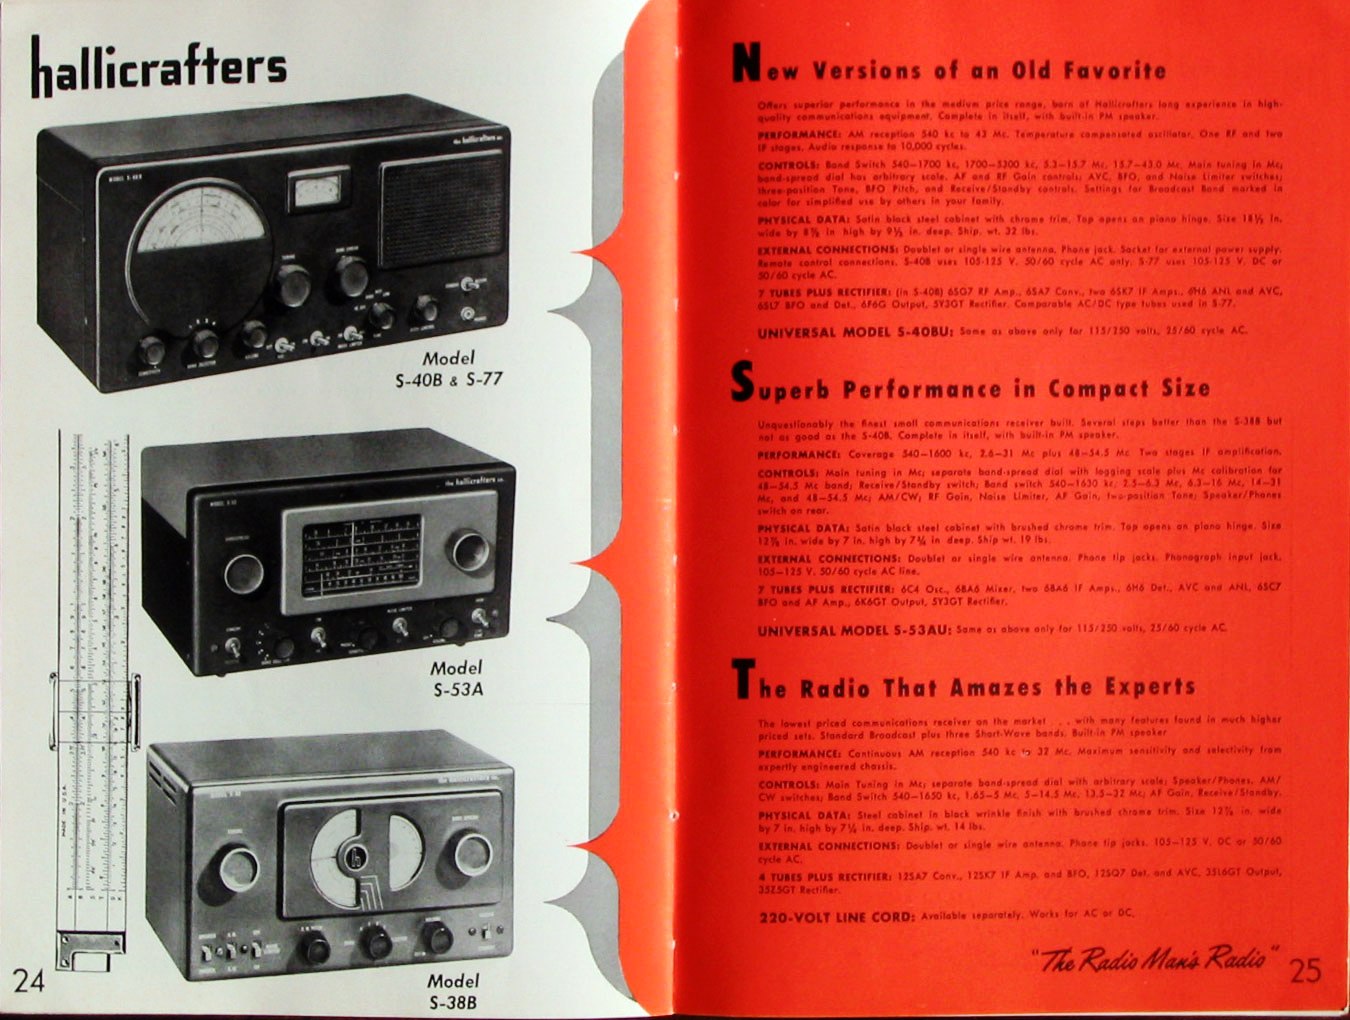 hallicrafters
the hallicrafters co.
Model
S-40B & S-77
the hallicrafters co.
Model
S-53A
MADE IN U.S.A.
the hallicrafters co.
Model
S-38B
24
New Versions of an Old Favorite
Offers superior performance in the medium price range, born of Hallicrafters long experience in high-
quality communications equipment. Complete in itself, with built-in PM speaker.
PERFORMANCE: AM reception 540 kc to 43 Mc. Temperature compensated oscillator. One RF and two
IF stages. Audio response to 10,000 cycles.
CONTROLS: Band Switch 540-1700 kc, 1700-5300 kc, 5.3-15.7 Mc, 15.7-43.0 Mc. Main tuning in Mc;
band-spread dial has arbitrary scale. AF and RF Gain controls; AVC, BFO, and Noise Limiter switches;
three-position Tone, BFO Pitch, and Receive/Standby controls. Settings for Broadcast Band marked in
color for simplified use by others in your family.
PHYSICAL DATA: Satin black steel cabinet with chrome trim. Top opens on piano hinge. Size 18½ in.
wide by in high by in. deep. Ship. wt. 32 lbs.
EXTERNAL CONNECTIONS: Doublet or single wire antenna. Phone jack. Socket for external power supply.
Remote control connections. S-40B uses 105-125 V. 50/60 cycle AC only. S-77 uses 105-125 V. DC or
50/60 cycle AC.
7 TUBES PLUS RECTIFIER: (in S-40B) 6SG7 RF Amp., 6SA7 Conv., two 6SK7 IF Amps., 6H6 ANL and AVC,
6SL7 BFO and Det., 6F6G Output, 5Y3GT Rectifier. Comparable AC/DC type tubes used in S-77.
UNIVERSAL MODEL S-40BU: Same as above only for 115/250 volts, 25/60 cycle AC.
Superb Performance in Compact Size
Unquestionably the finest small communications receiver built. Several steps better than the S-38B but
not as good as the S-40B. Complete in itself, with built-in PM speaker.
PERFORMANCE: Coverage 540—1600 kc, 2.6—31 Mc plus 48—54.5 Mc Two stages IF amplification.
CONTROLS: Main tuning in Mc; separate band-spread dial with logging scale plus Mc calibration for
48—54.5 Mc band; Receive/Standby switch; Band switch 540-1630 kc, 2.5—6.3 Mc, 6.3—16 Mc, 14—31
Mc, and 48—54.5 Mc; AM/CW; RF Gain, Noise Limiter, AF Gain, two-position Tone; Speaker/Phones
switch on rear.
PHYSICAL DATA: Satin black steel cabinet with brushed chrome trim. Top opens on piano hinge. Size
12⅞ in. wide by 7 in. high by in deep. Ship wt. 19 lbs.
EXTERNAL CONNECTIONS: Doublet or single wire antenna. Phone tip jacks. Phonograph input jack.
105—125 V. 50/60 cycle AC line.
7 TUBES PLUS RECTIFIER: 6C4 Osc., 6BA6 Mixer, two 6BA6 IF Amps., 6H6 Det., AVC and ANL, 6SC7
BFO and AF Amp., 6K6GT Output, 5Y3GT Rectifier.
UNIVERSAL MODEL S-53AU: Same as above only for 115/250 volts, 25/60 cycle AC.
The Radio That Amazes the Experts
The lowest priced communications receiver on the market . . . with many features found in much higher
priced sets. Standard Broadcast plus three Short-Wave bands. Built-in PM speaker
PERFORMANCE: Continuous AM reception 540 kc to 32 Mc. Maximum sensitivity and selectivity from
expertly engineered chassis.
CONTROLS: Main Tuning in Mc; separate band-spread dial with arbitrary scale; Speaker/Phones, AM/
CW switches; Band Switch 540—1650 kc, 1.65—5 Mc, 5—14.5 Mc, 13.5—32 Mc; AF Gain, Receive/Standby.
PHYSICAL DATA: Steel cabinet in black wrinkle finish with brushed chrome trim. Size 12⅞ in. wide
by 7 in. high by in. deep. Ship. wt. 14 lbs.
EXTERNAL CONNECTIONS: Doublet or single wire antenna. Phone tip jacks. 105—125 V. DC or 50/60
cycle AC.
4 TUBES PLUS RECTIFIER: 12SA7 Conv., 12SK7 IF Amp. and BFO, 12SQ7 Det. and AVC, 35L6GT Output,
35Z5GT Rectifier.
220-VOLT LINE CORD: Available separately. Works for AC or DC.
"The Radio Man's Radio"
25